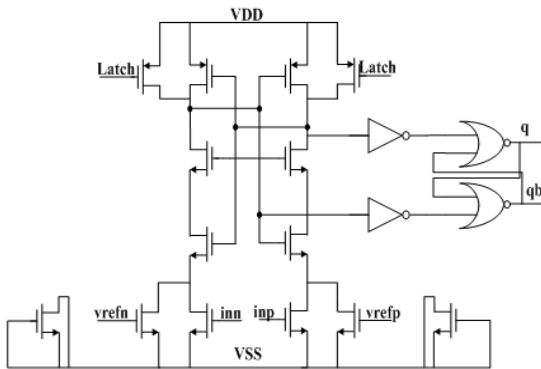 VDD
Latch
Latch
q
qb
vrefn
inn
inp
vrefp
VSS